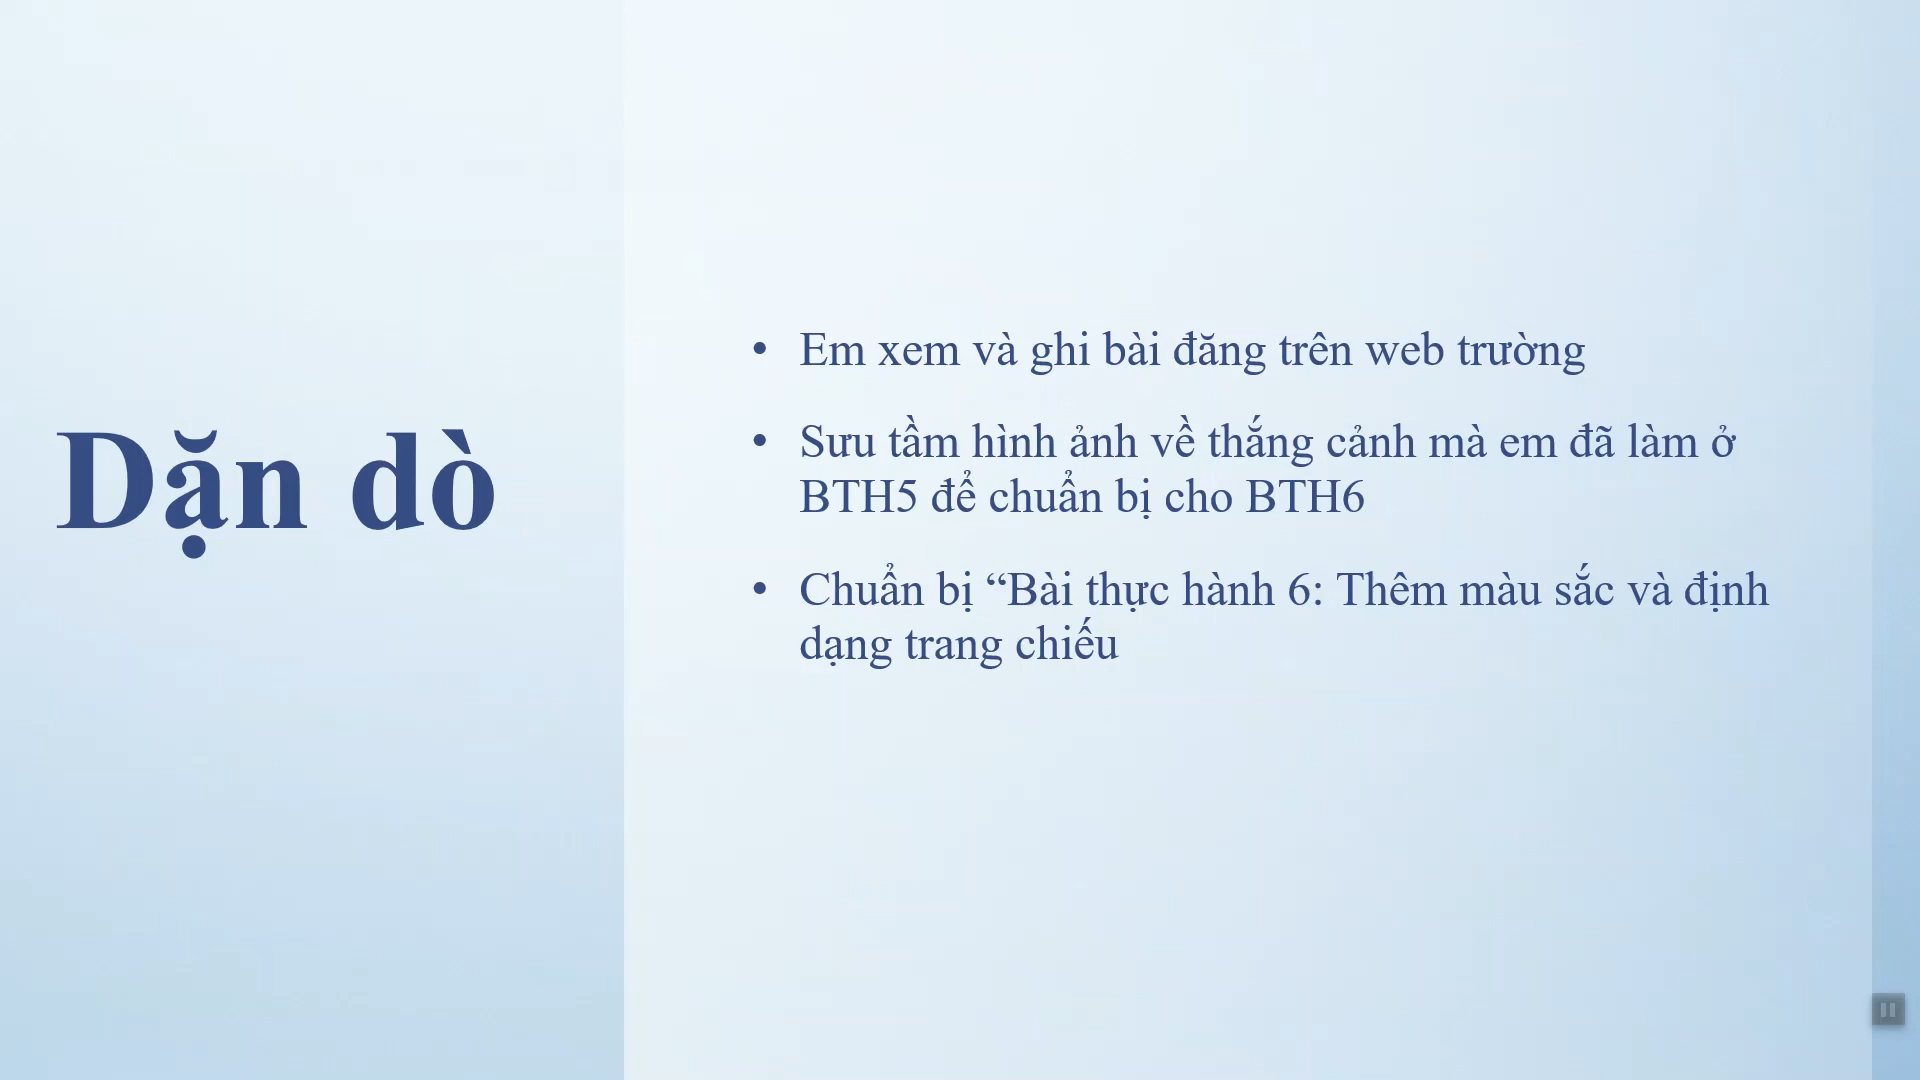 Dặn dò
• Em xem và ghi bài đăng trên web trường
• Sưu tầm hình ảnh về thắng cảnh mà em đã làm ở
BTH5 để chuẩn bị cho BTH6
• Chuẩn bị “Bài thực hành 6: Thêm màu sắc và định
dạng trang chiếu